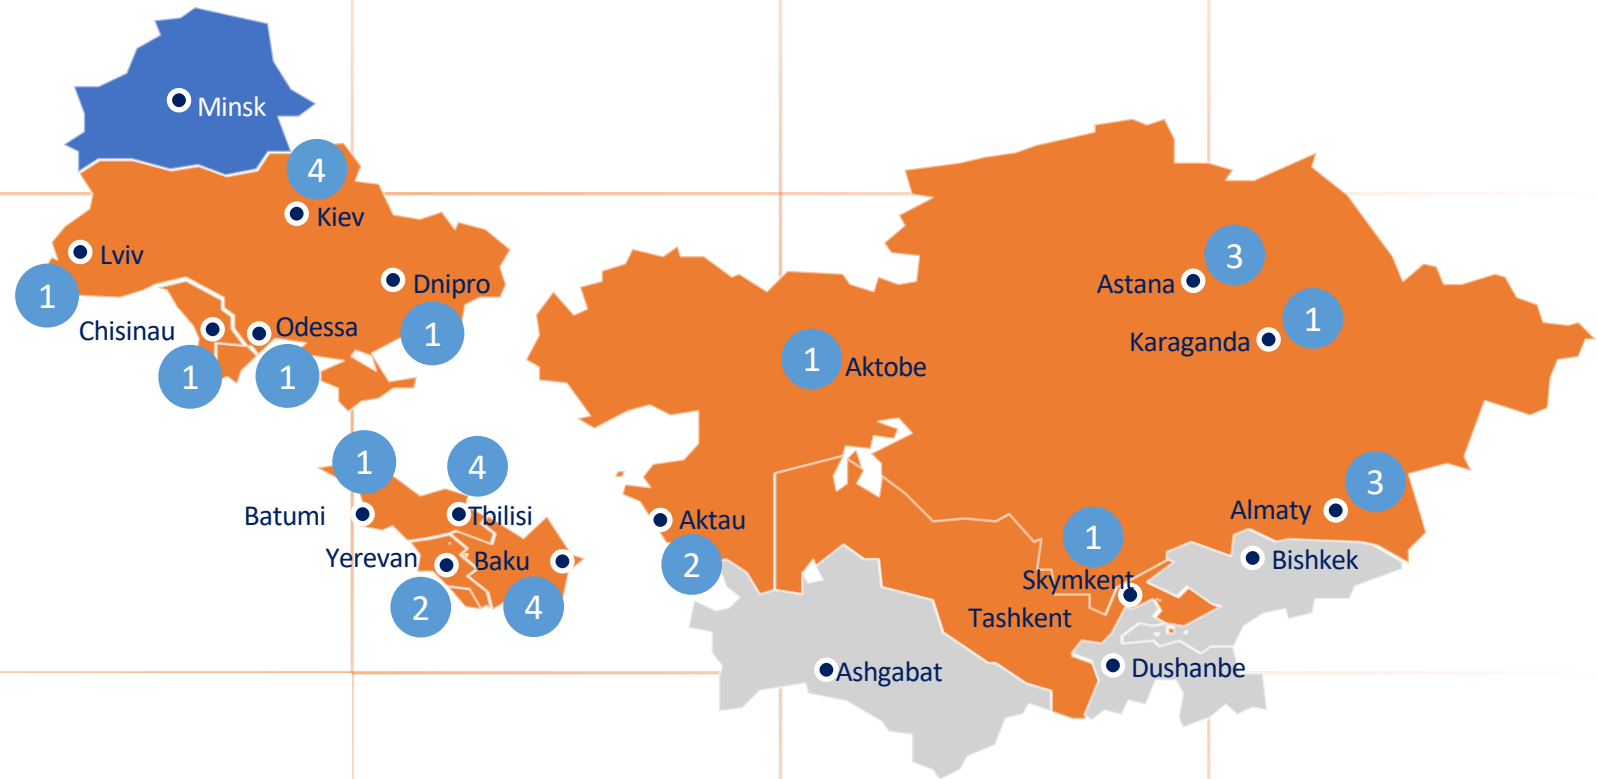 Minsk
4
Kiev
Lviv
1
Dnipro
1
Chisinau
1
Odessa
1
1
Batumi
4
Tbilisi
Yerevan
2
Baku
4
1
Aktobe
Aktau
2
3
Astana
1
Karaganda
3
Almaty
1
Skymkent
Tashkent
Bishkek
Dushanbe
Ashgabat